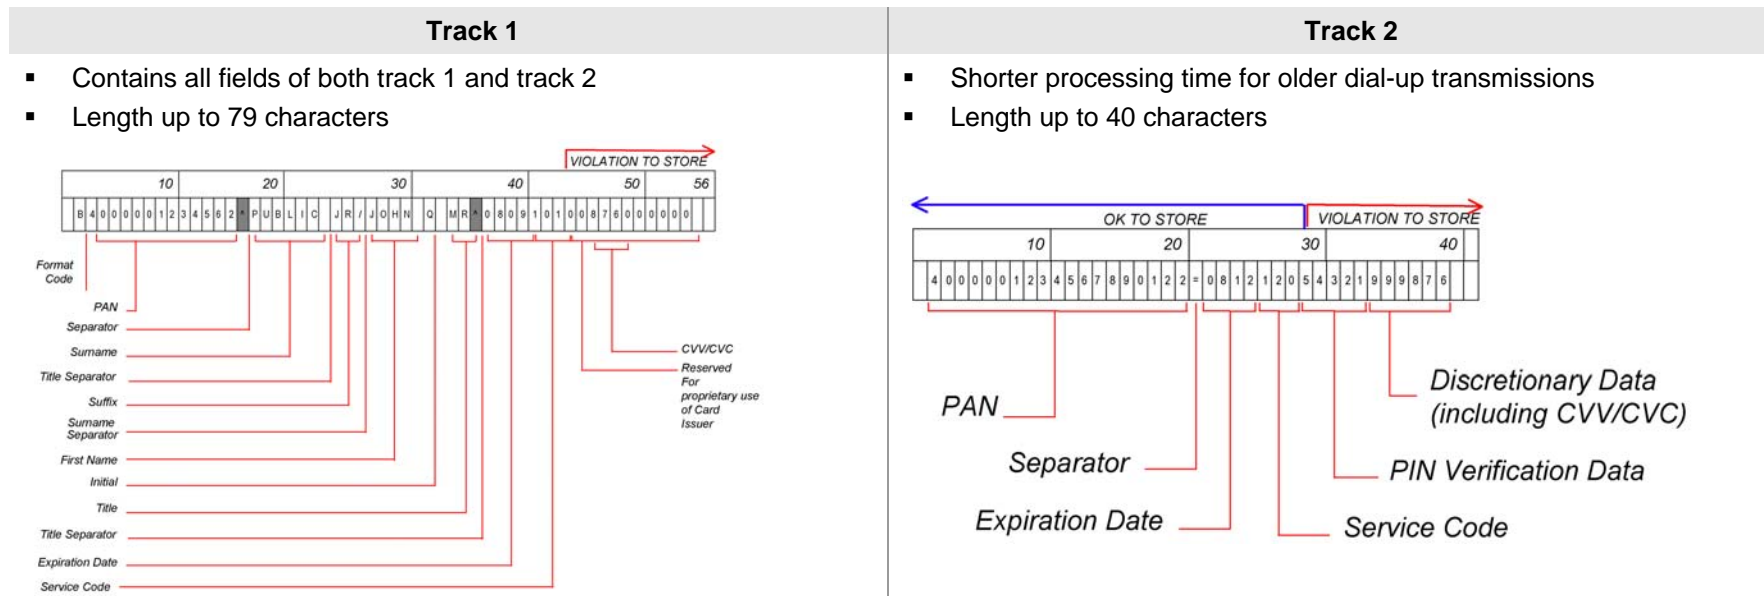 Track 1
▪ Contains all fields of both track 1 and track 2
▪ Length up to 79 characters
VIOLATION TO STORE
10 20 30 40 50 56
B 4 0 0 0 0 0 1 2 3 4 5 6 2 ^ P U B L I C J R / J O H N Q M R ^ 0 8 0 9 1 0 1 0 0 8 7 6 0 0 0 0 0 0
Format
Code
PAN
Separator
Surname
Title Separator
Suffix
Surname
Separator
First Name
Initial
Title
Title Separator
Expiration Date
Service Code
CVV/CVC
Reserved
For
proprietary use
of Card
Issuer
Track 2
▪ Shorter processing time for older dial-up transmissions
▪ Length up to 40 characters
OK TO STORE VIOLATION TO STORE
10 20 30 40
4 0 0 0 0 0 1 2 3 4 5 6 7 8 9 0 1 2 2 = 0 8 1 2 1 2 0 5 4 3 2 1 9 9 9 8 7 6
PAN
Separator
Expiration Date
Discretionary Data
(including CVV/CVC)
PIN Verification Data
Service Code